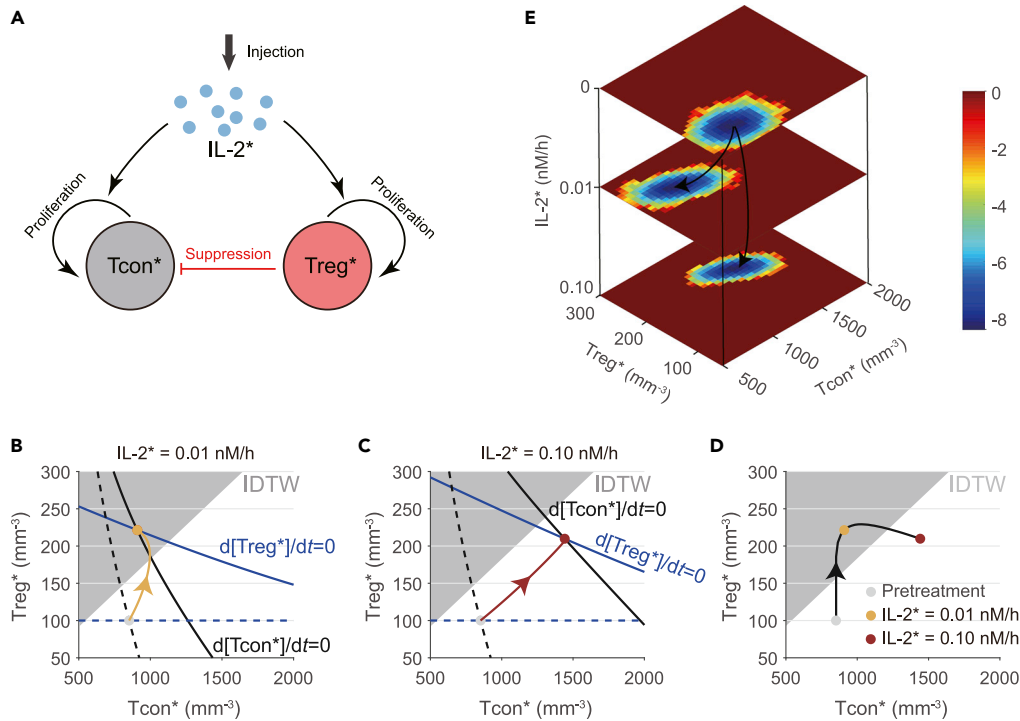 A
Injection
IL-2*
Proliferation
Proliferation
Tcon*
Suppression
Treg*
E
IL-2* (nM/h)
0
0.01
0.10
300
200
100
Treg* (mm⁻³)
500
1000
1500
2000
Tcon* (mm⁻³)
0
-2
-4
-6
-8
B
IL-2* = 0.01 nM/h
Treg* (mm⁻³)
300
250
200
150
100
50
IDTW
d[Treg*]/dt=0
d[Tcon*]/dt=0
500
1000
1500
2000
Tcon* (mm⁻³)
C
IL-2* = 0.10 nM/h
Treg* (mm⁻³)
300
250
200
150
100
50
IDTW
d[Tcon*]/dt=0
d[Treg*]/dt=0
500
1000
1500
2000
Tcon* (mm⁻³)
D
Treg* (mm⁻³)
300
250
200
150
100
50
IDTW
Pretreatment
IL-2* = 0.01 nM/h
IL-2* = 0.10 nM/h
500
1000
1500
2000
Tcon* (mm⁻³)